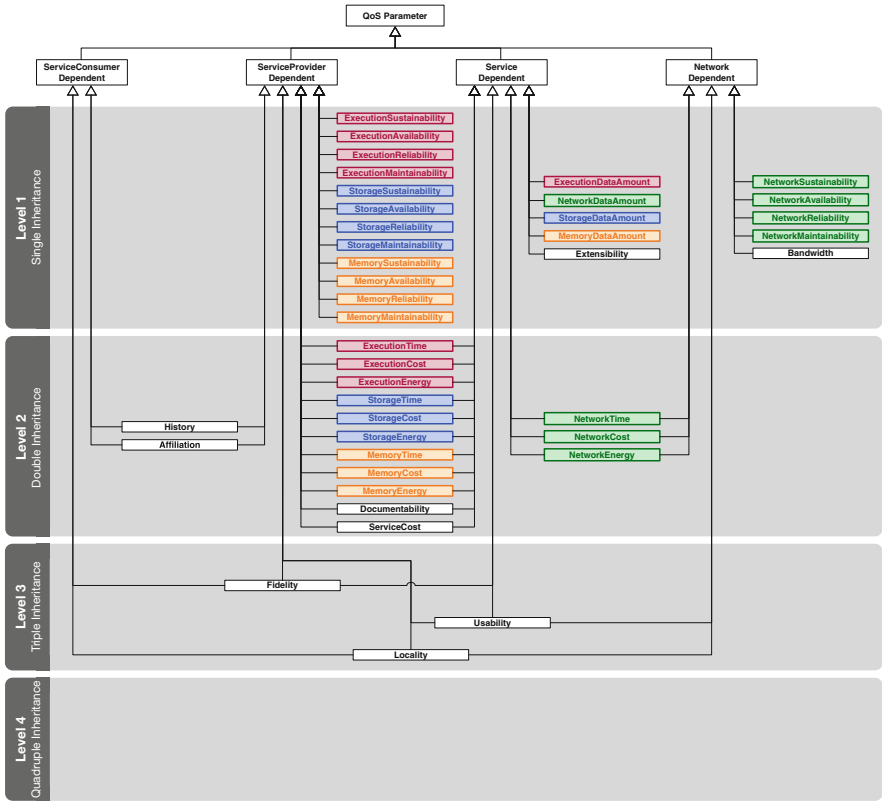 QoS Parameter
ServiceConsumer
Dependent
ServiceProvider
Dependent
Service
Dependent
Network
Dependent
Level 1
Single Inheritance
ExecutionSustainability
ExecutionAvailability
ExecutionReliability
ExecutionMaintainability
StorageSustainability
StorageAvailability
StorageReliability
StorageMaintainability
MemorySustainability
MemoryAvailability
MemoryReliability
MemoryMaintainability
ExecutionDataAmount
NetworkDataAmount
StorageDataAmount
MemoryDataAmount
Extensibility
NetworkSustainability
NetworkAvailability
NetworkReliability
NetworkMaintainability
Bandwidth
Level 2
Double Inheritance
History
Affiliation
ExecutionTime
ExecutionCost
ExecutionEnergy
StorageTime
StorageCost
StorageEnergy
MemoryTime
MemoryCost
MemoryEnergy
Documentability
ServiceCost
NetworkTime
NetworkCost
NetworkEnergy
Level 3
Triple Inheritance
Fidelity
Usability
Locality
Level 4
Quadruple Inheritance